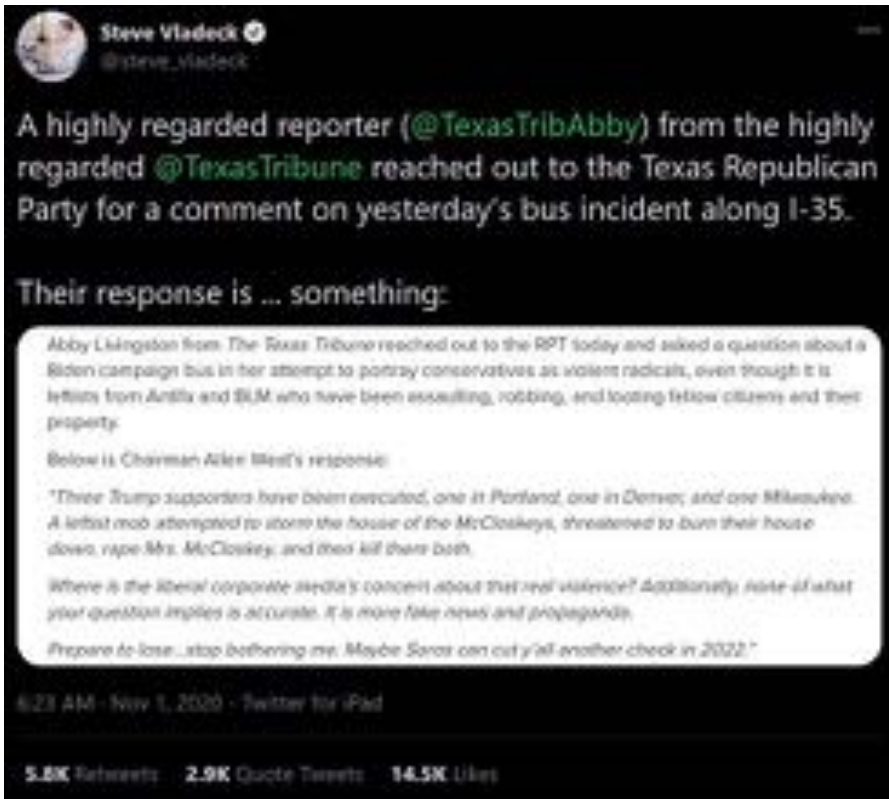 Steve Vladeck
@steve_vladeck
A highly regarded reporter (@TexasTribAbby) from the highly
regarded @TexasTribune reached out to the Texas Republican
Party for a comment on yesterday's bus incident along I-35.
Their response is ... something:
Abby Livingston from The Texas Tribune reached out to the RPT today and asked a question about a
Biden campaign bus in her attempt to portray conservatives as violent radicals, even though it is
leftists from Antifa and BLM who have been assaulting, robbing, and looting fellow citizens and their
property.
Below is Chairman Allen West's response:
"Three Trump supporters have been executed, one in Portland, one in Denver, and one Milwaukee.
A leftist mob attempted to storm the house of the McCloskeys, threatened to burn their house
down, rape Mrs. McCloskey, and then kill them both.
Where is the liberal corporate media's concern about that real violence? Additionally, none of what
your question implies is accurate. It is more fake news and propaganda.
Prepare to lose...stop bothering me. Maybe Soros can cut y'all another check in 2022."
6:23 AM · Nov 1, 2020 · Twitter for iPad
5.8K Retweets 2.9K Quote Tweets 14.5K Likes